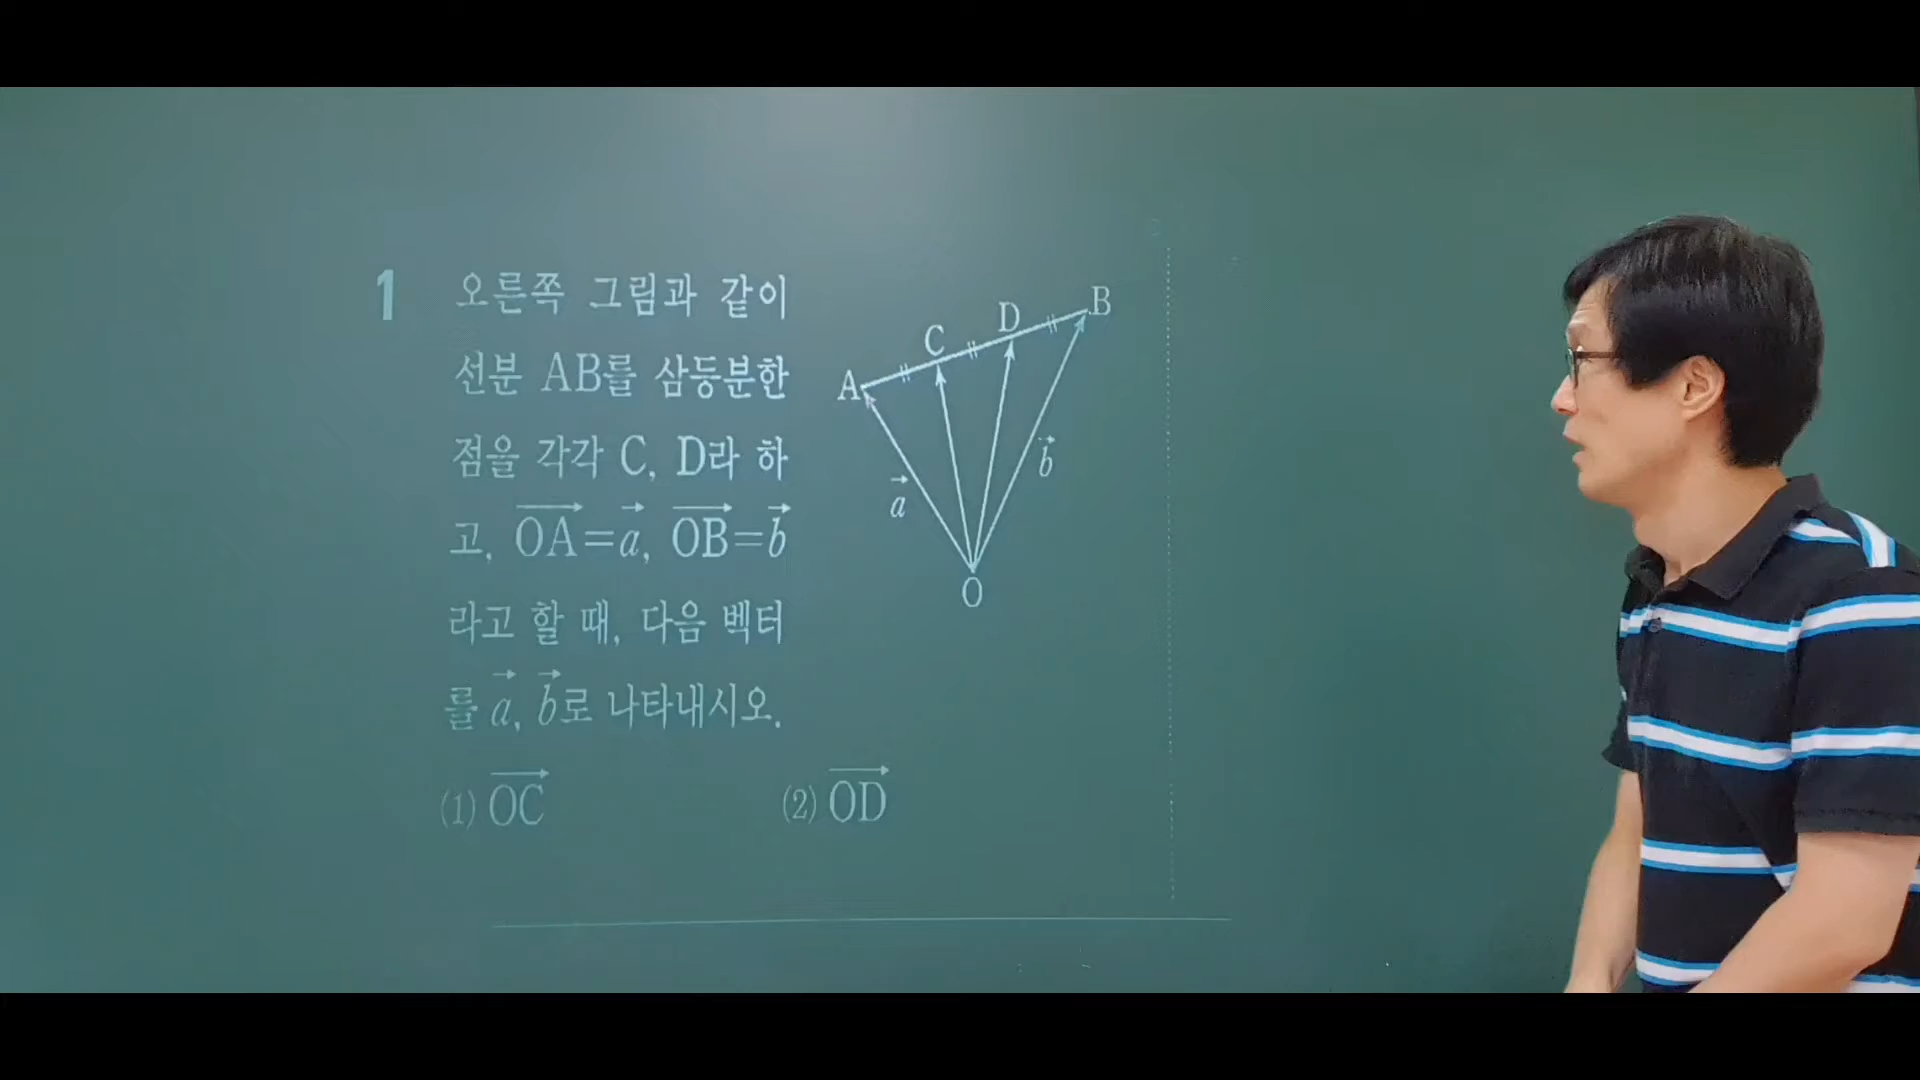 1 오른쪽 그림과 같이
선분 AB를 삼등분한
점을 각각 C, D라 하
고, $\overrightarrow{OA}=\vec{a}$, $\overrightarrow{OB}=\vec{b}$
라고 할 때, 다음 벡터
를 $\vec{a}$, $\vec{b}$로 나타내시오.
(1) $\overrightarrow{OC}$ (2) $\overrightarrow{OD}$
B
D
C
A
$\vec{b}$
$\vec{a}$
O